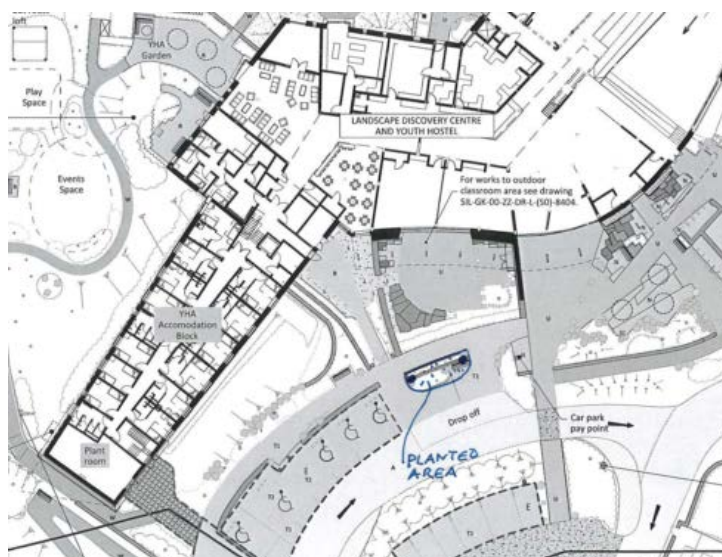 loft
YHA
Garden
Play
Space
Events
Space
LANDSCAPE DISCOVERY CENTRE
AND YOUTH HOSTEL
For works to outdoor
classroom area see drawing
SIL-GK-00-ZZ-DR-L-(50)-8404.
YHA
Accomodation
Block
Plant
room
Drop off
Car park
pay point
PLANTED
AREA
E
E